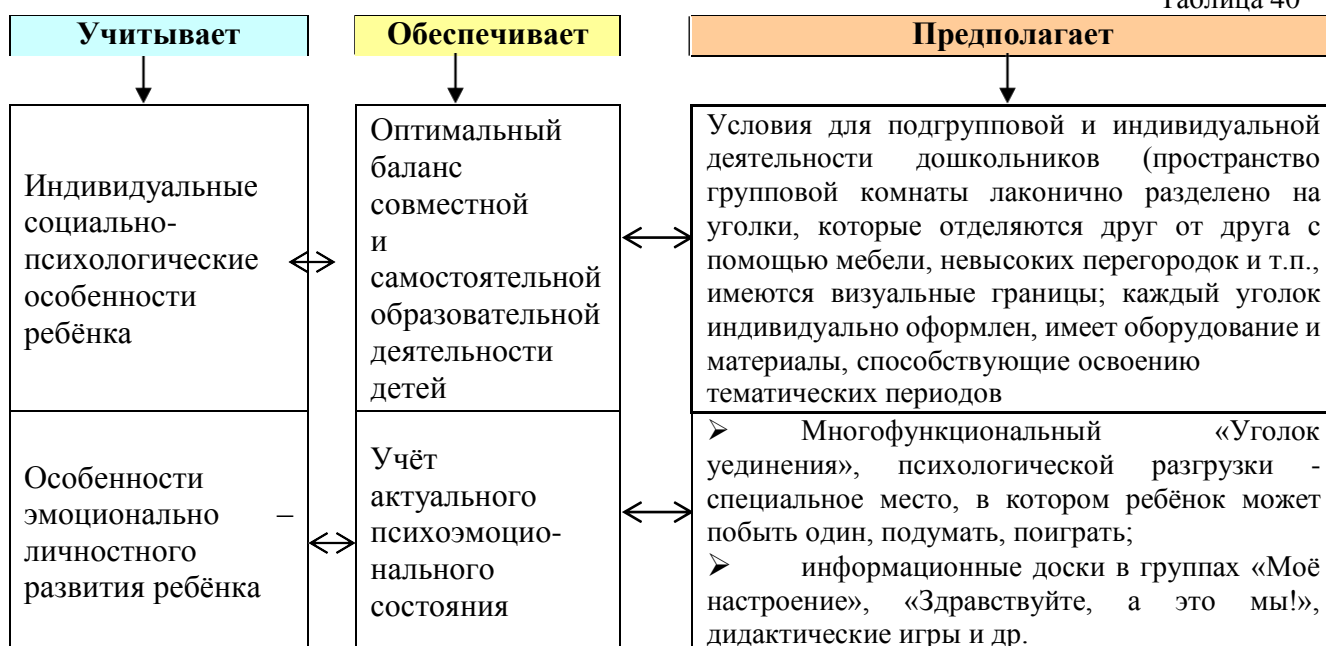 Таблица 40
Учитывает
Обеспечивает
Предполагает
Индивидуальные
социально-
психологические
особенности
ребёнка
Оптимальный
баланс
совместной
и
самостоятельной
образовательной
деятельности
детей
Условия для подгрупповой и индивидуальной
деятельности дошкольников (пространство
групповой комнаты лаконично разделено на
уголки, которые отделяются друг от друга с
помощью мебели, невысоких перегородок и т.п.,
имеются визуальные границы; каждый уголок
индивидуально оформлен, имеет оборудование и
материалы, способствующие освоению
тематических периодов
Особенности
эмоционально –
личностного
развития ребёнка
Учёт
актуального
психоэмоцио-
нального
состояния
➢ Многофункциональный «Уголок
уединения», психологической разгрузки -
специальное место, в котором ребёнок может
побыть один, подумать, поиграть;
➢ информационные доски в группах «Моё
настроение», «Здравствуйте, а это мы!»,
дидактические игры и др.